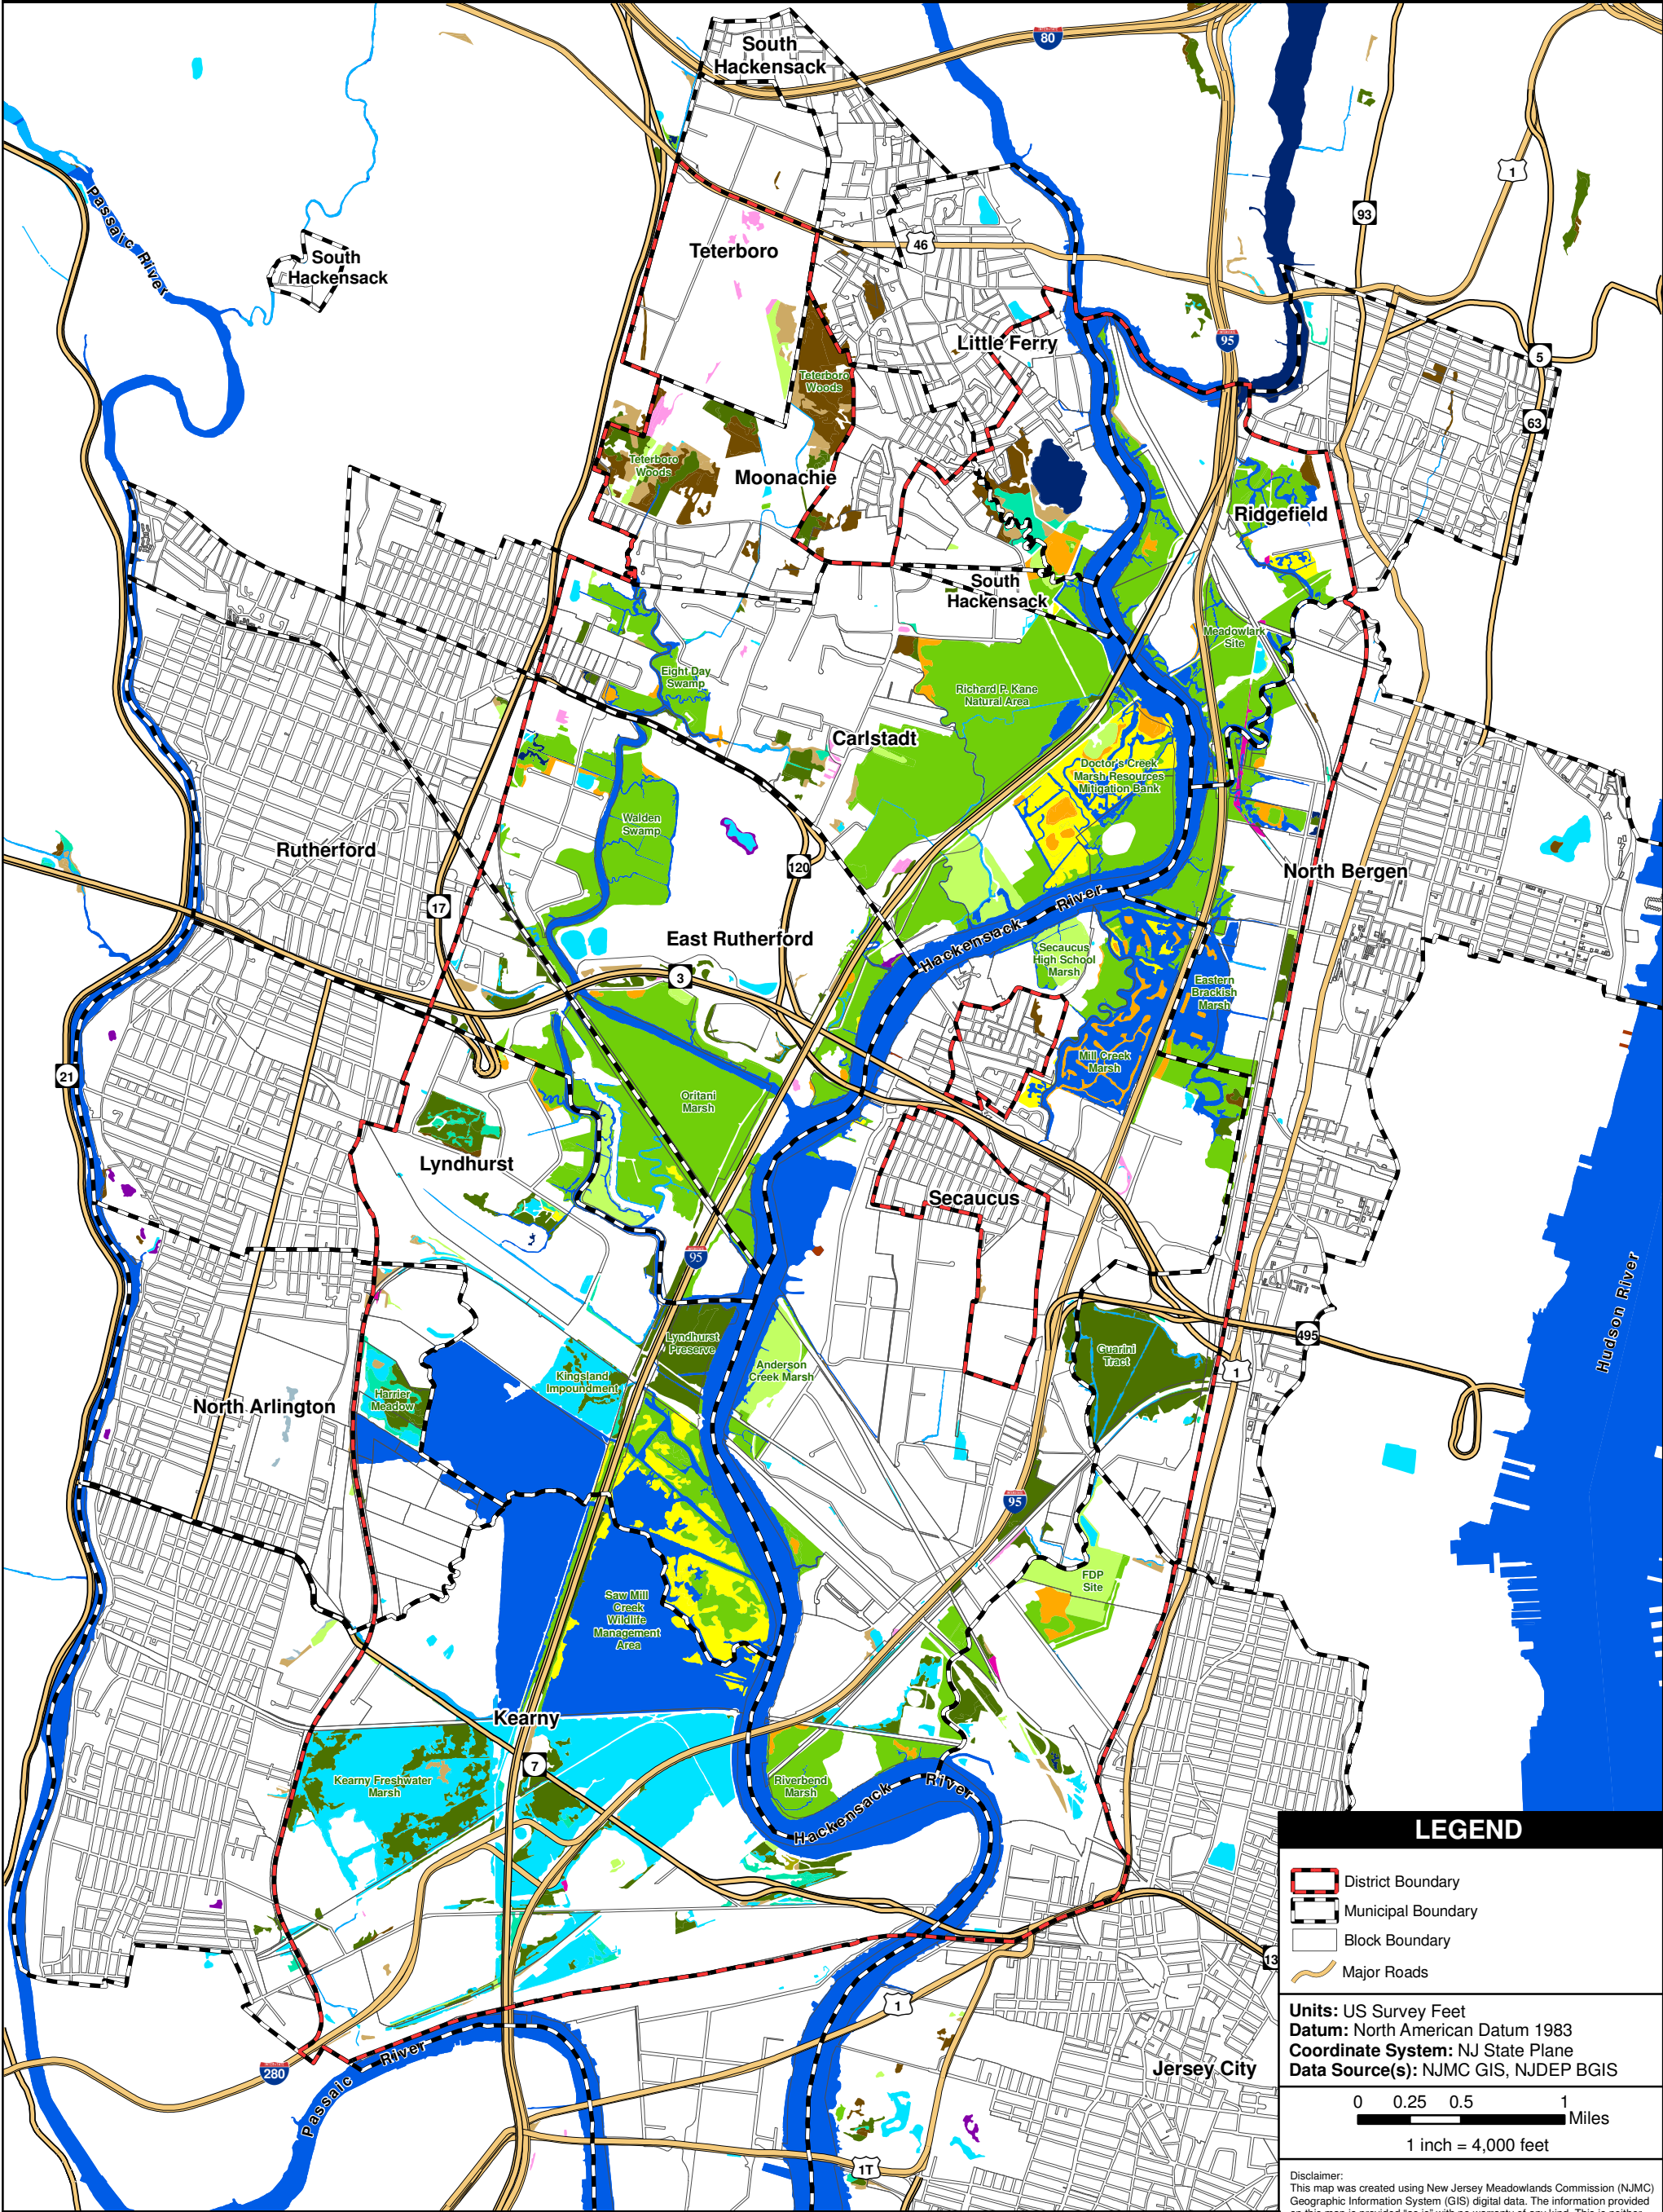 80
South
Hackensack
1
93
Passaic River
46
Teterboro
South
Hackensack
95
Little Ferry
5
63
Teterboro
Woods
Teterboro
Woods
Moonachie
Ridgefield
South
Hackensack
Meadowlark
Site
Eight Day
Swamp
Richard P. Kane
Natural Area
Carlstadt
Doctor's Creek
Marsh Resources
Mitigation Bank
Walden
Swamp
Rutherford
120
North Bergen
17
Hackensack River
East Rutherford
Secaucus
High School
Marsh
3
Eastern
Brackish
Marsh
Mill Creek
Marsh
21
Oritani
Marsh
Lyndhurst
Secaucus
95
Hudson River
495
Lyndhurst
Preserve
Guarini
Tract
Anderson
Creek Marsh
1
Kingsland
Impoundment
Harrier
Meadow
North Arlington
95
FDP
Site
Saw Mill
Creek
Wildlife
Management
Area
Kearny
7
Kearny Freshwater
Marsh
Riverbend
Marsh
Hackensack River
13
1
280
Passaic River
Jersey City
1T
LEGEND
District Boundary
Municipal Boundary
Block Boundary
Major Roads
Units: US Survey Feet
Datum: North American Datum 1983
Coordinate System: NJ State Plane
Data Source(s): NJMC GIS, NJDEP BGIS
0 0.25 0.5 1
Miles
1 inch = 4,000 feet
Disclaimer:
This map was created using New Jersey Meadowlands Commission (NJMC)
Geographic Information System (GIS) digital data. The information provided